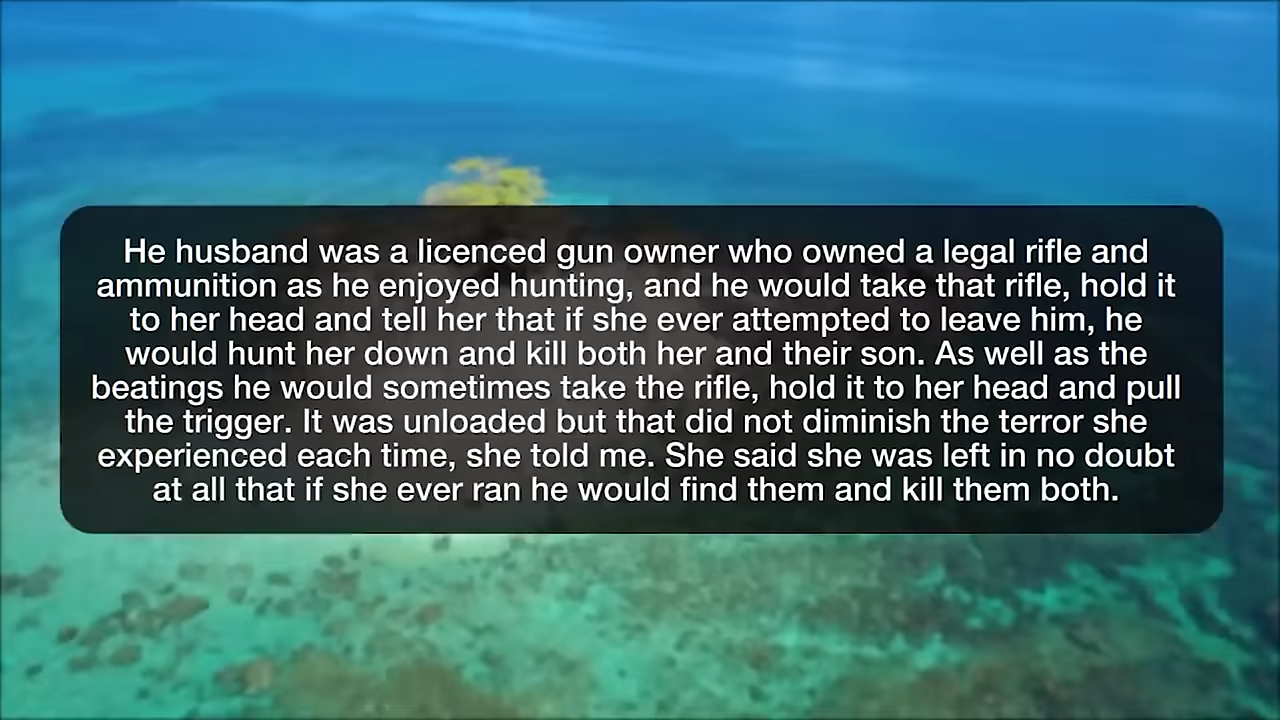 He husband was a licenced gun owner who owned a legal rifle and
ammunition as he enjoyed hunting, and he would take that rifle, hold it
to her head and tell her that if she ever attempted to leave him, he
would hunt her down and kill both her and their son. As well as the
beatings he would sometimes take the rifle, hold it to her head and pull
the trigger. It was unloaded but that did not diminish the terror she
experienced each time, she told me. She said she was left in no doubt
at all that if she ever ran he would find them and kill them both.